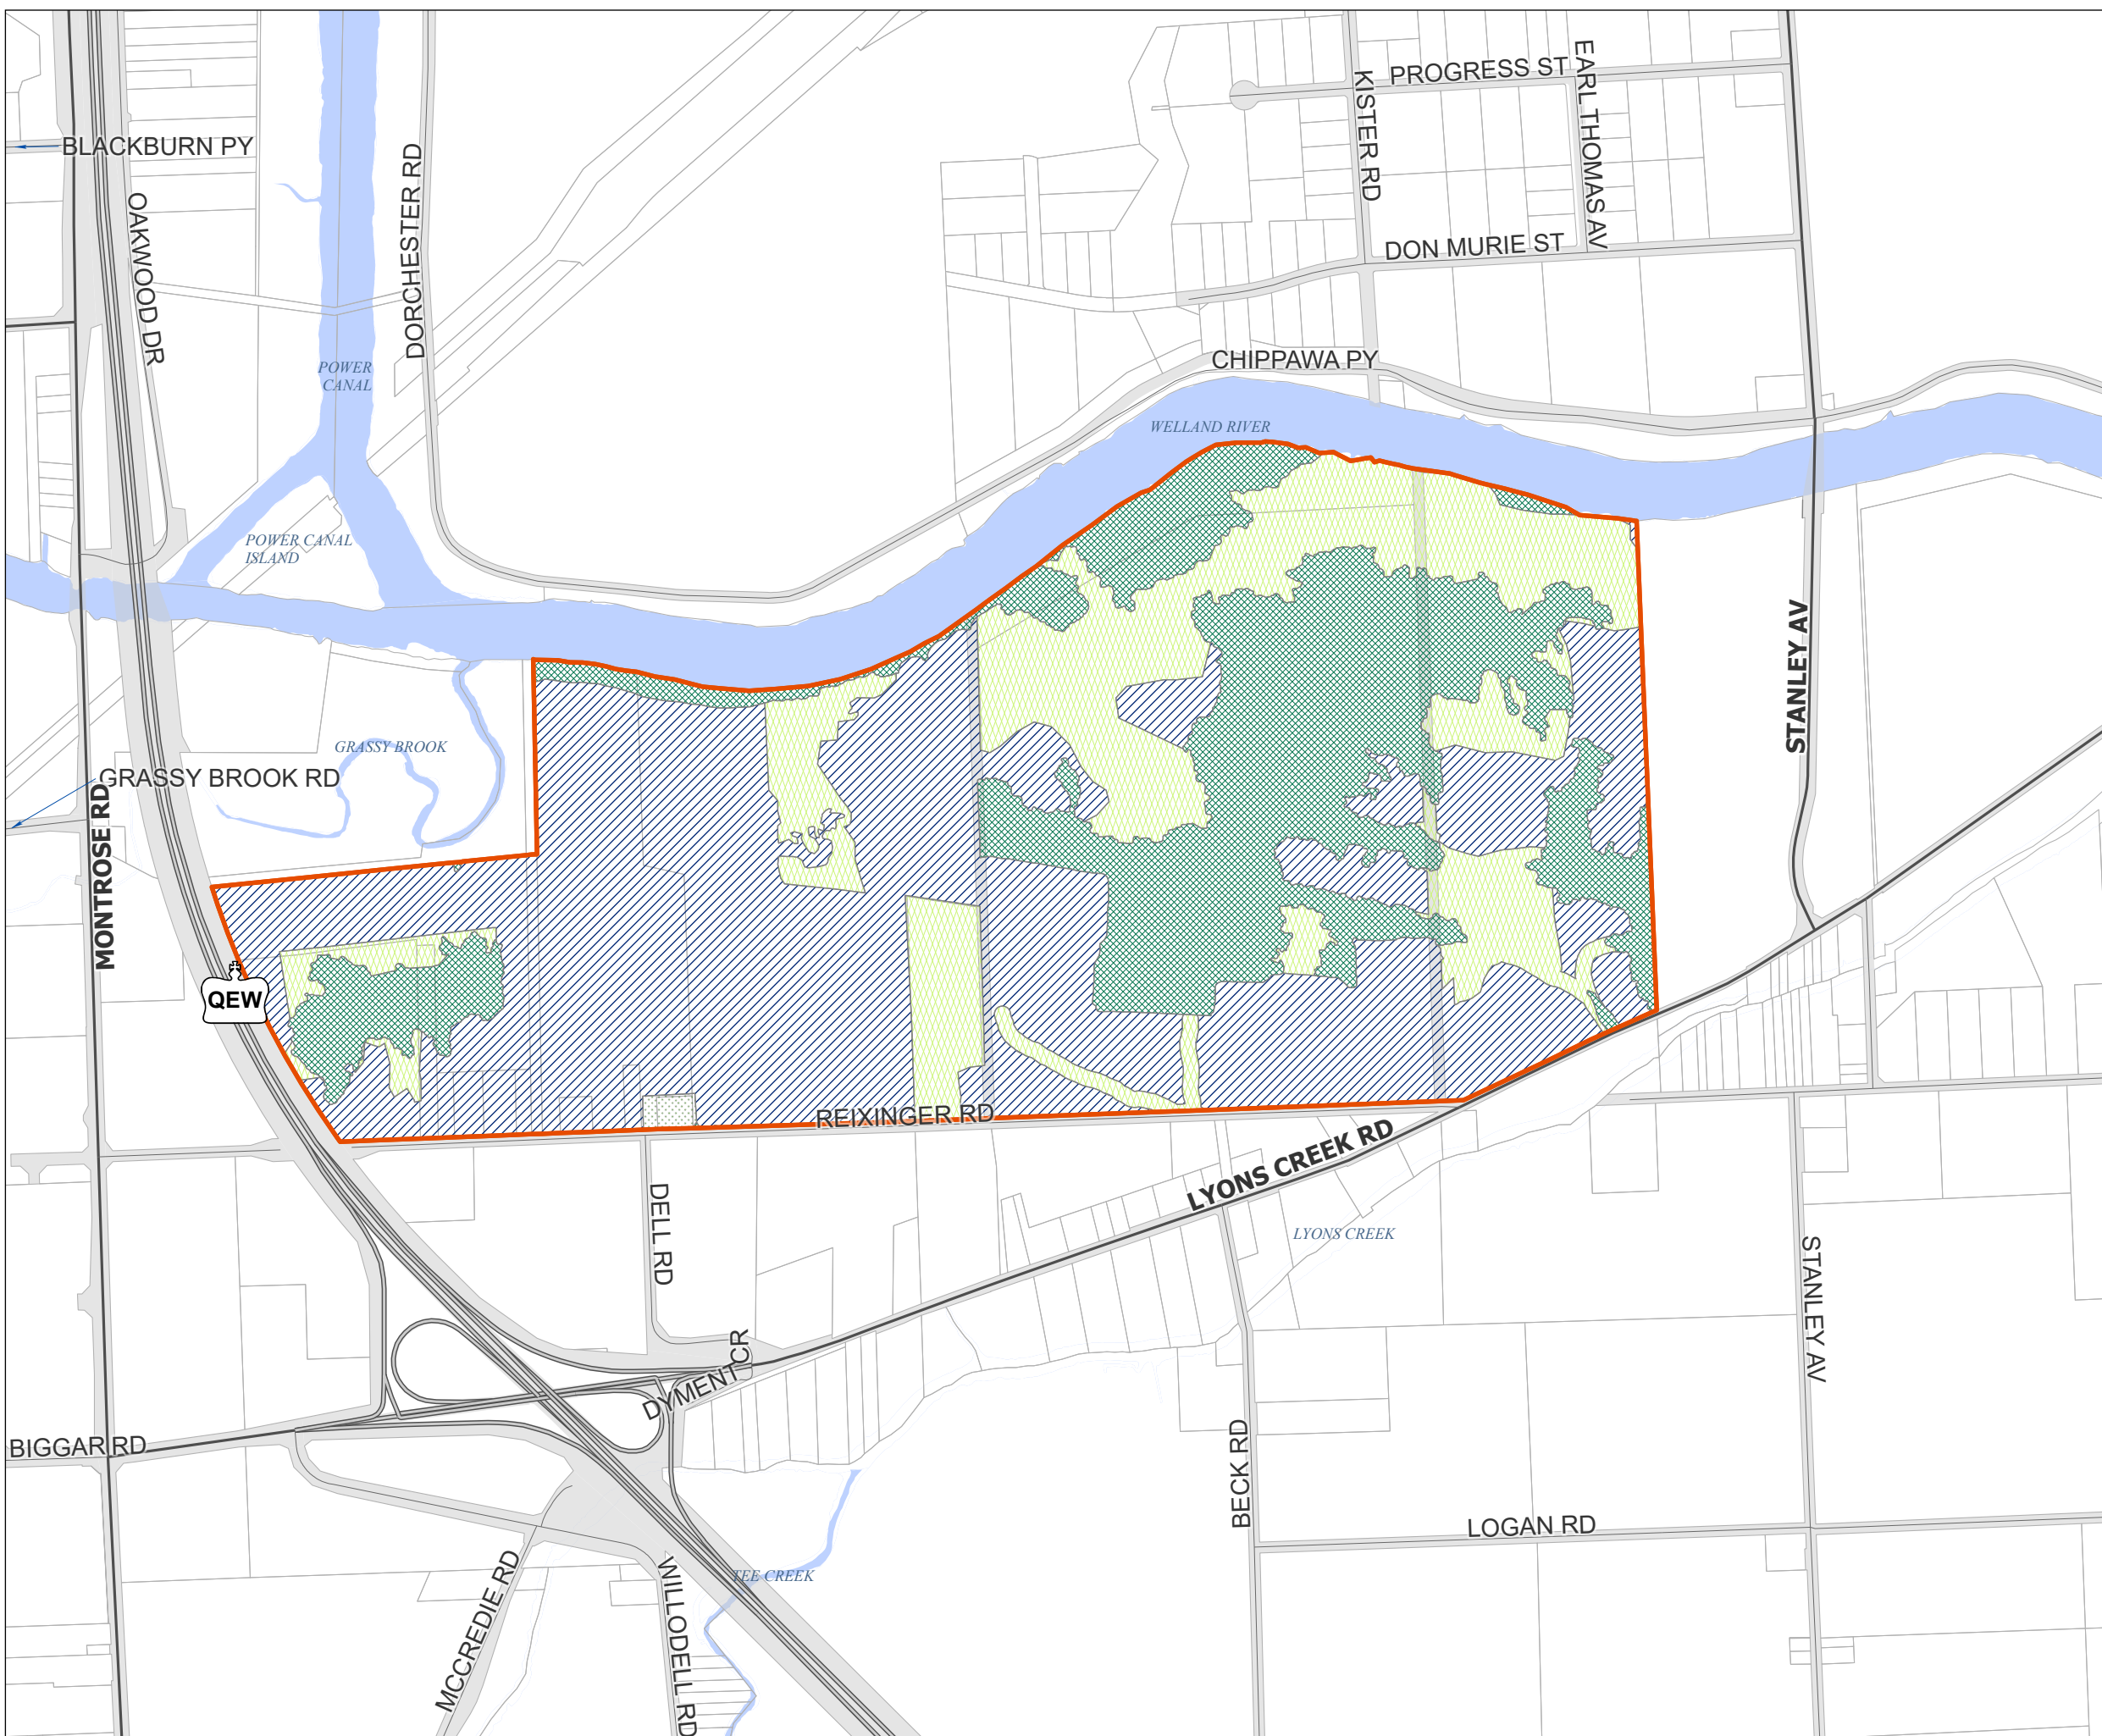 PROGRESS ST
EARL THOMAS AV
KISTER RD
BLACKBURN PY
DORCHESTER RD
OAKWOOD DR
DON MURIE ST
CHIPPAWA PY
POWER
CANAL
WELLAND RIVER
POWER CANAL
ISLAND
STANLEY AV
GRASSY BROOK
GRASSY BROOK RD
MONTROSE RD
QEW
REIXINGER RD
LYONS CREEK RD
DELL RD
LYONS CREEK
STANLEY AV
DYMENT CR
BIGGAR RD
BECK RD
LOGAN RD
MCCREDIE RD
WILLODELL RD
TEE CREEK